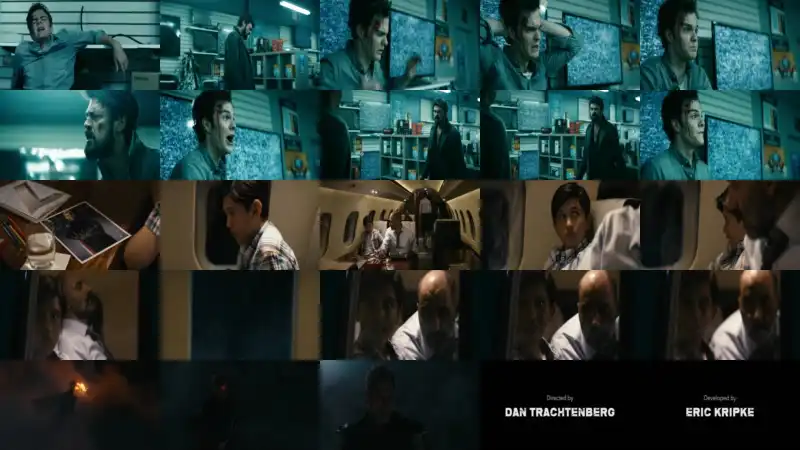 Directed by
DAN TRACHTENBERG
Developed by
ERIC KRIPKE